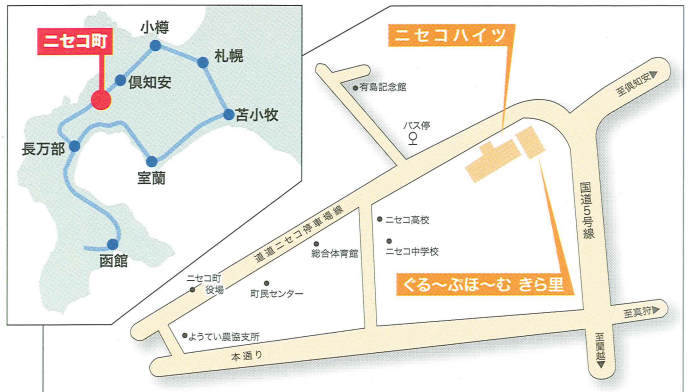 ニセコ町
小樽
札幌
倶知安
苫小牧
長万部
室蘭
函館
ニセコハイツ
至倶知安▶
有島記念館
バス停
国道5号線
道道ニセコ停車場線
ニセコ高校
ニセコ中学校
総合体育館
ニセコ町
役場
町民センター
ぐる〜ぷほ〜む きら里
ようてい農協支所
本通り
至真狩▶
至蘭越▶